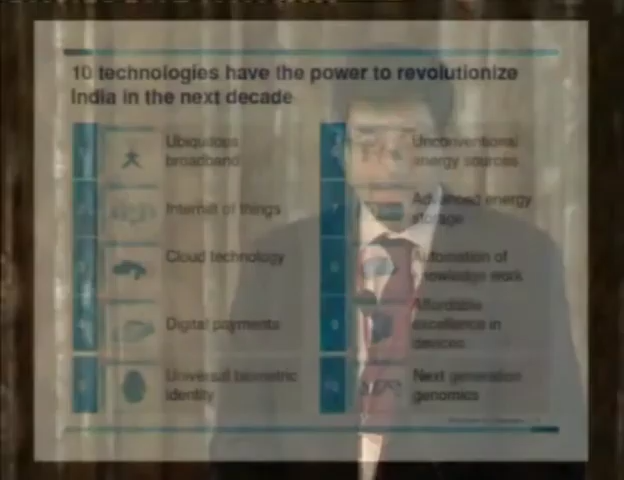 10 technologies have the power to revolutionize
India in the next decade
Ubiquitous
broadband
Internet of things
Cloud technology
Digital payments
Universal biometric
identity
Unconventional
energy sources
Advanced energy
storage
Automation of
knowledge work
Affordable
excellence in
devices
Next generation
genomics